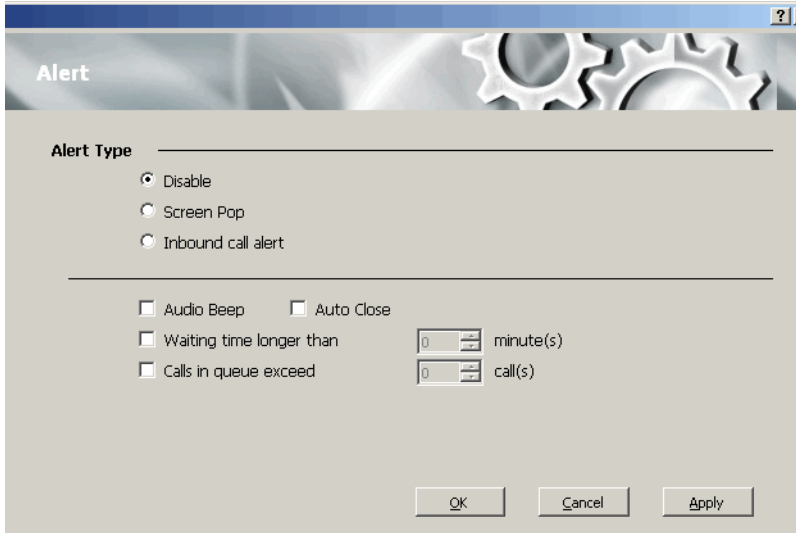 ?
Alert
Alert Type
Disable
Screen Pop
Inbound call alert
Audio Beep Auto Close
Waiting time longer than 0 minute(s)
Calls in queue exceed 0 call(s)
OK Cancel Apply